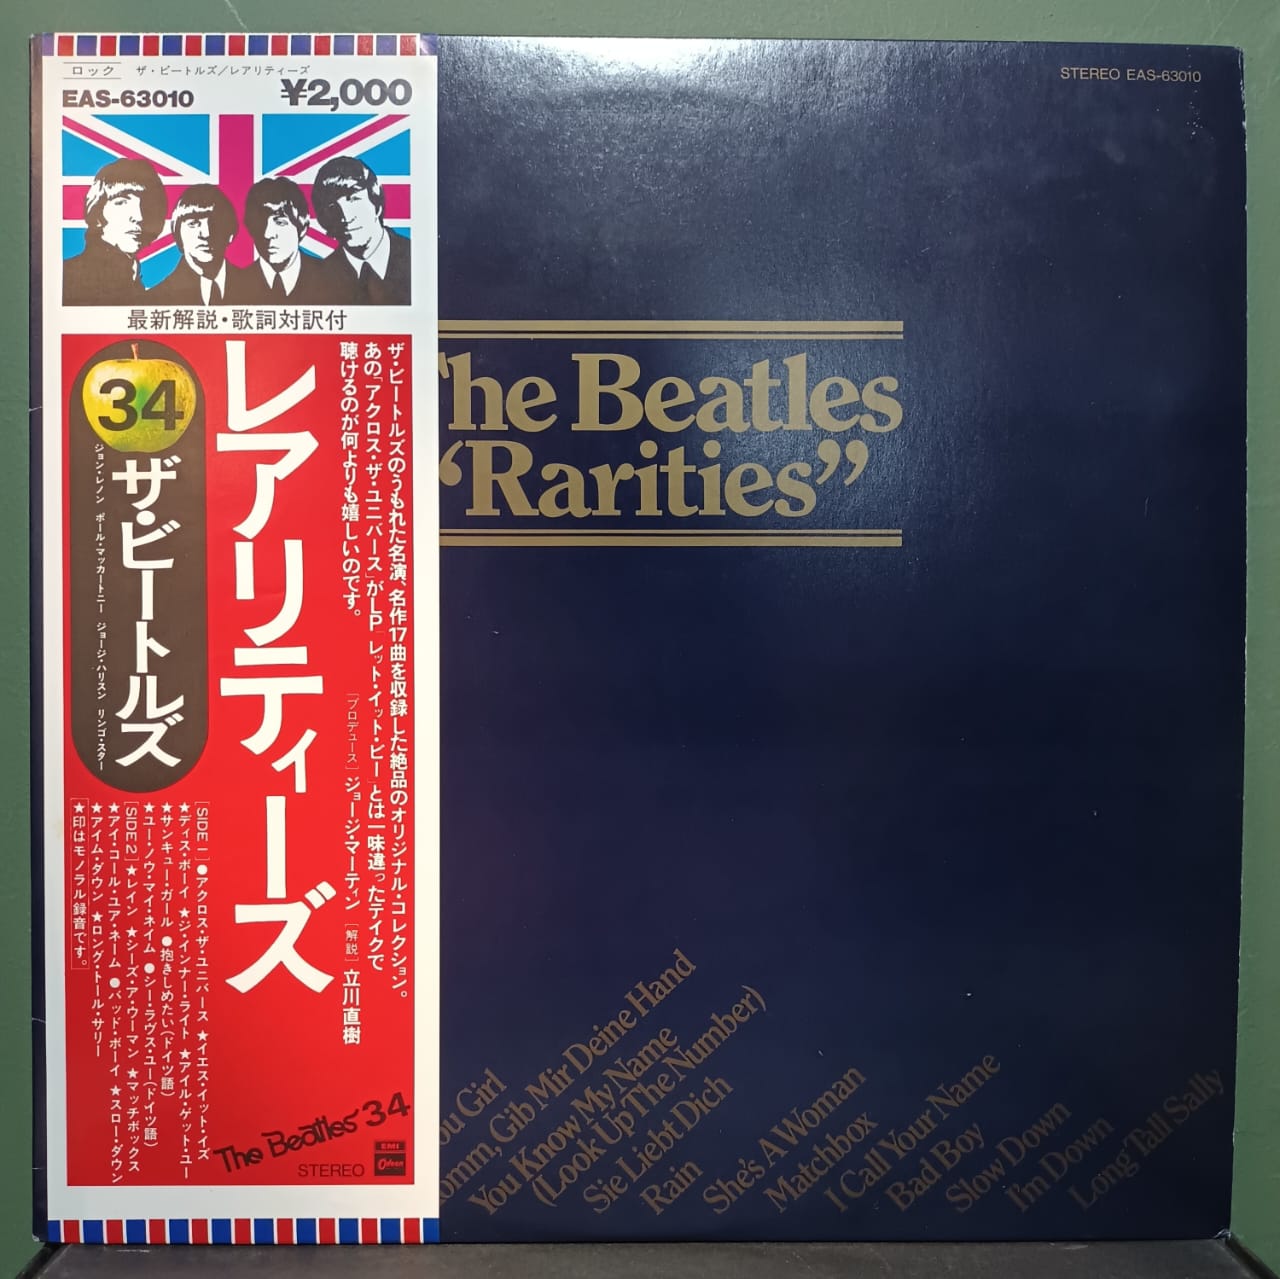 ロック
ザ・ビートルズ/レアリティーズ
EAS-63010
¥2,000
最新解説・歌詞対訳付
ザ・ビートルズのうもれた名演、名作17曲を収録した絶品のオリジナル・コレクション。
あの「アクロス・ザ・ユニバース」がLP「レット・イット・ビー」とは一味違ったテイクで
聴けるのが何よりも嬉しいのです。
[プロデュース]ジョージ・マーティン [解説]立川直樹
レアリティーズ
34
ザ・ビートルズ
ジョン・レノン ポール・マッカートニー ジョージ・ハリスン リンゴ・スター
[SIDE 1]●アクロス・ザ・ユニバース ★イエス・イット・イズ
★ディス・ボーイ ★ジ・インナー・ライト ★アイル・ゲット・ユー
★サンキュー・ガール ●抱きしめたい(ドイツ語)
★ユー・ノウ・マイ・ネイム ●シー・ラヴス・ユー(ドイツ語)
[SIDE 2]★レイン ★シーズ・ア・ウーマン ★マッチボックス
★アイ・コール・ユア・ネーム ●バッド・ボーイ ★スロー・ダウン
★アイム・ダウン ★ロング・トール・サリー
★印はモノラル録音です。
The Beatles 34
STEREO
EMI
Odeon
STEREO EAS-63010
The Beatles
“Rarities”
ou Girl
omm, Gib Mir Deine Hand
You Know My Name
(Look Up The Number)
Sie Liebt Dich
Rain
She's A Woman
Matchbox
I Call Your Name
Bad Boy
Slow Down
I'm Down
Long Tall Sally